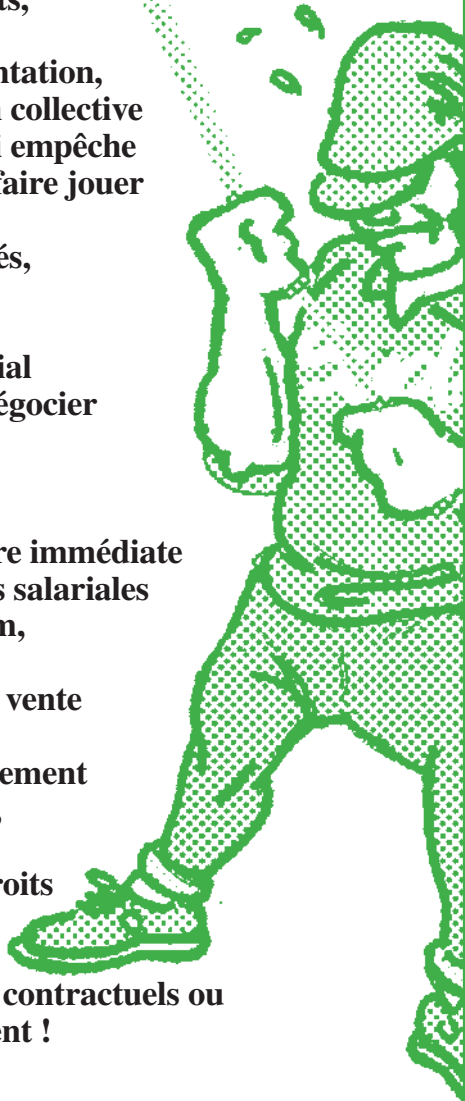 ts,
ntation,
n collective
i empêche
faire jouer
és,
ial
égocier
re immédiate
s salariales
m,
vente
ement
,
roits
contractuels ou
ent !